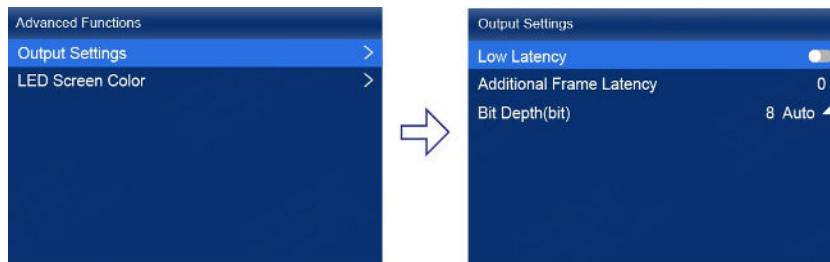 Advanced Functions
Output Settings
LED Screen Color
Output Settings
Low Latency
Additional Frame Latency 0
Bit Depth(bit) 8 Auto